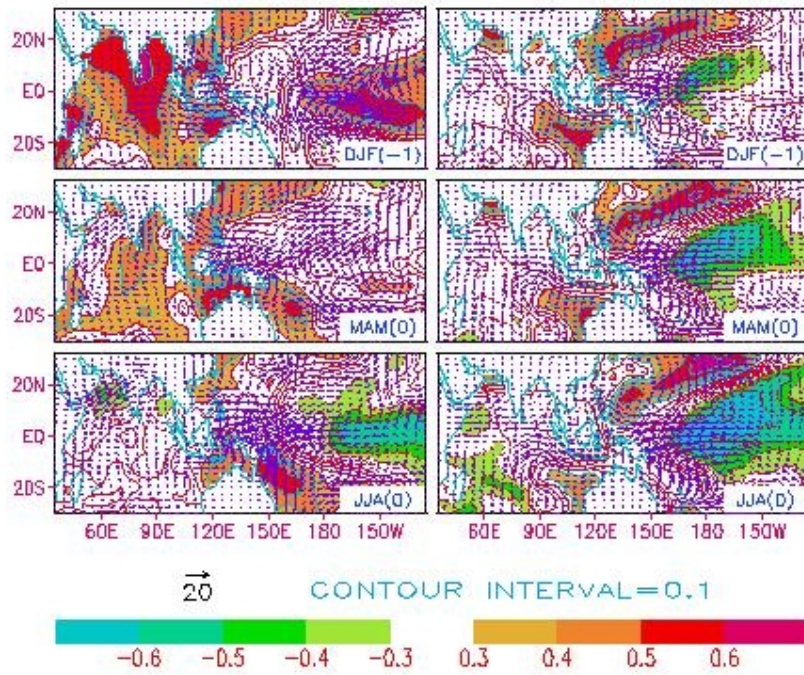 20N
EQ
20S
DJF(-1)
DJF(-1)
20N
EQ
20S
MAM(0)
MAM(0)
20N
EQ
20S
JJA(0)
JJA(0)
60E 90E 120E 150E 180 150W 60E 90E 120E 150E 180 150W
20 CONTOUR INTERVAL=0.1
-0.6 -0.5 -0.4 -0.3 0.3 0.4 0.5 0.6